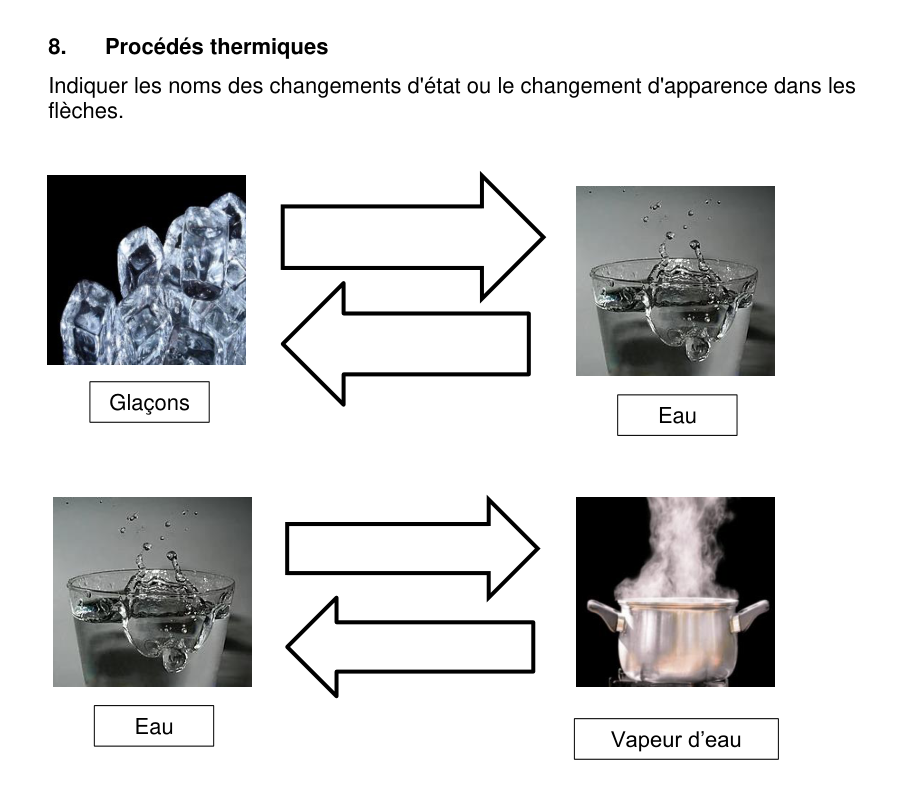 8. Procédés thermiques
Indiquer les noms des changements d'état ou le changement d'apparence dans les
flèches.
Glaçons
Eau
Eau
Vapeur d’eau